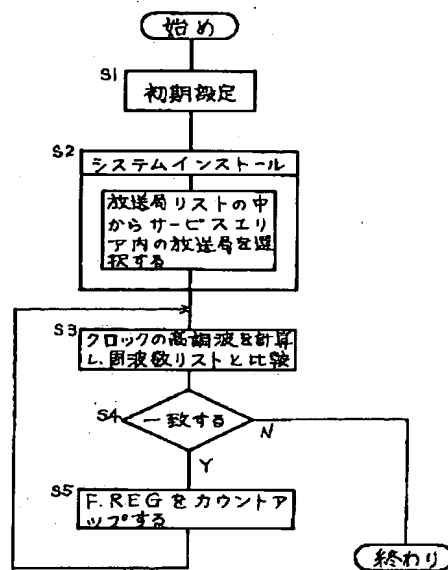 始め
S1
初期設定
S2
システムインストール
放送局リストの中
からサービスエリ
ア内の放送局を選
択する
S3
クロックの高調波を計算
し、周波数リストと比較
S4
一致する
N
Y
S5
F.REGをカウントア
ップする
終わり